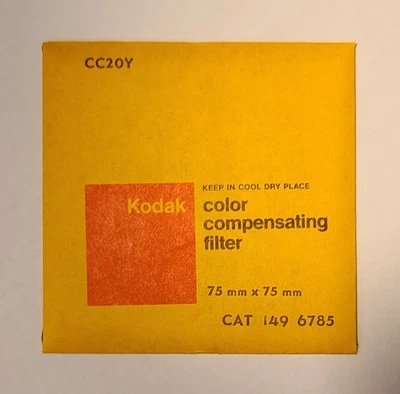 CC20Y
KEEP IN COOL DRY PLACE
Kodak color
compensating
filter
75 mm x 75 mm
CAT 149 6785